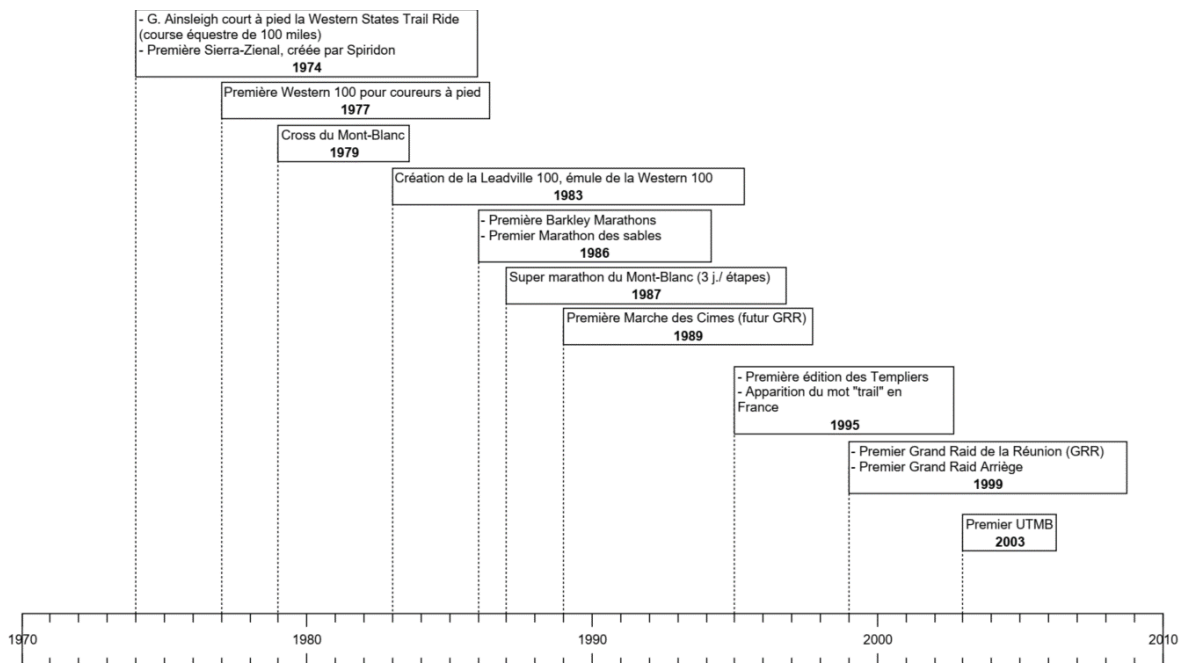 - G. Ainsleigh court à pied la Western States Trail Ride
(course équestre de 100 miles)
- Première Sierra-Zienal, créée par Spiridon
1974
Première Western 100 pour coureurs à pied
1977
Cross du Mont-Blanc
1979
Création de la Leadville 100, émule de la Western 100
1983
- Première Barkley Marathons
- Premier Marathon des sables
1986
Super marathon du Mont-Blanc (3 j./ étapes)
1987
Première Marche des Cimes (futur GRR)
1989
- Première édition des Templiers
- Apparition du mot "trail" en
France
1995
- Premier Grand Raid de la Réunion (GRR)
- Premier Grand Raid Arriège
1999
Premier UTMB
2003
1970 1980 1990 2000 2010